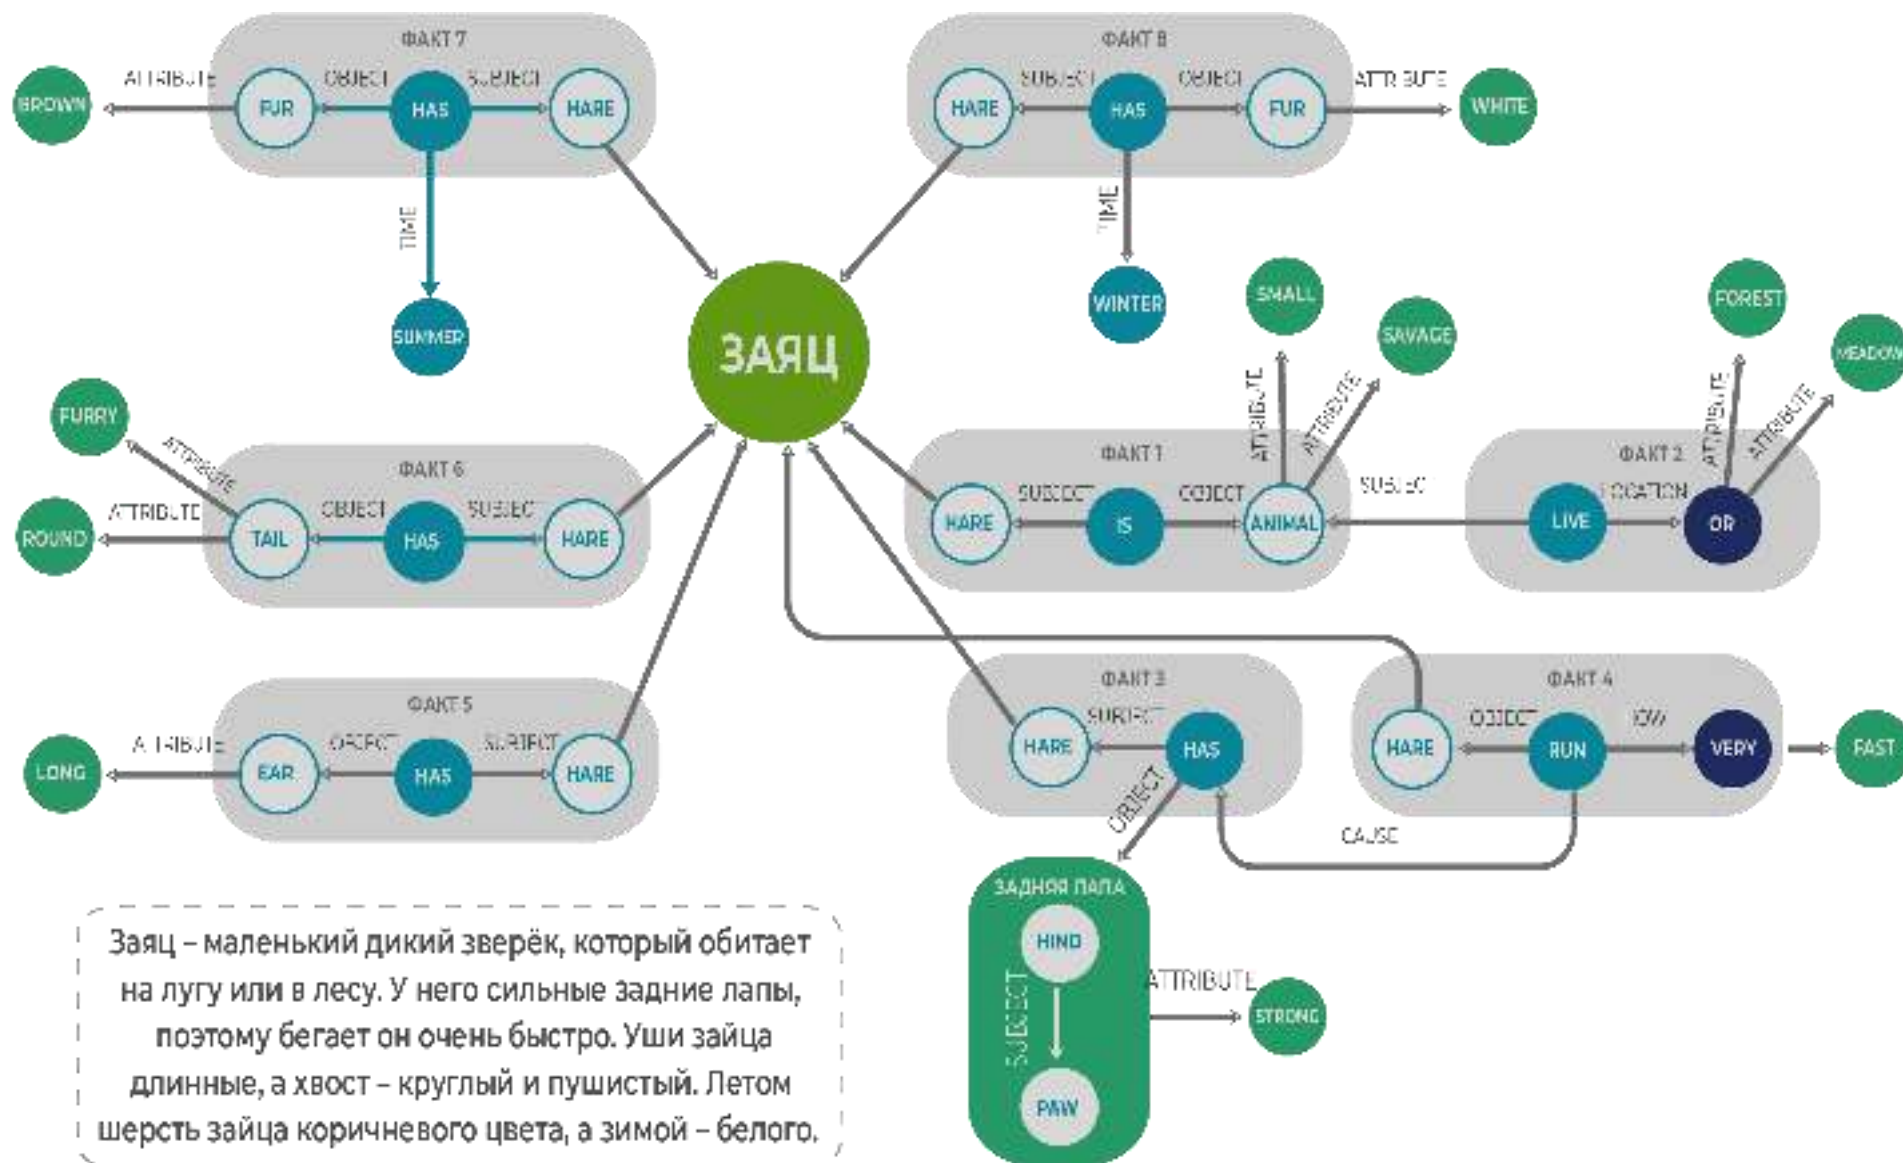 ФАКТ 7
ATTRIBUTE
OBJECT
SUBJECT
BROWN
FUR
HAS
HARE
TIME
SUMMER
ФАКТ 8
SUBJECT
OBJECT
ATTRIBUTE
HARE
HAS
FUR
WHITE
TIME
WINTER
ЗАЯЦ
SMALL
SAVAGE
FOREST
MEADOW
ATTRIBUTE
ATTRIBUTE
ATTRIBUTE
ATTRIBUTE
ФАКТ 1
SUBJECT
OBJECT
HARE
IS
ANIMAL
SUBJECT
ФАКТ 2
LOCATION
LIVE
OR
FURRY
ATTRIBUTE
ФАКТ 6
ROUND
ATTRIBUTE
OBJECT
SUBJECT
TAIL
HAS
HARE
ФАКТ 5
ATTRIBUTE
OBJECT
SUBJECT
LONG
EAR
HAS
HARE
ФАКТ 3
SUBJECT
HARE
HAS
OBJECT
ФАКТ 4
OBJECT
HARE
RUN
VERY
FAST
CAUSE
HIND
SUBJECT
PAW
ATTRIBUTE
STRONG
Заяц – маленький дикий зверёк, который обитает
на лугу или в лесу. У него сильные задние лапы,
поэтому бегает он очень быстро. Уши зайца
длинные, а хвост – круглый и пушистый. Летом
шерсть зайца коричневого цвета, а зимой – белого.